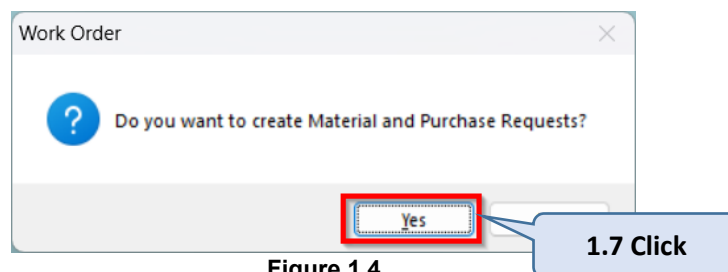 Work Order
Do you want to create Material and Purchase Requests?
Yes
1.7 Click
Figure 1.4